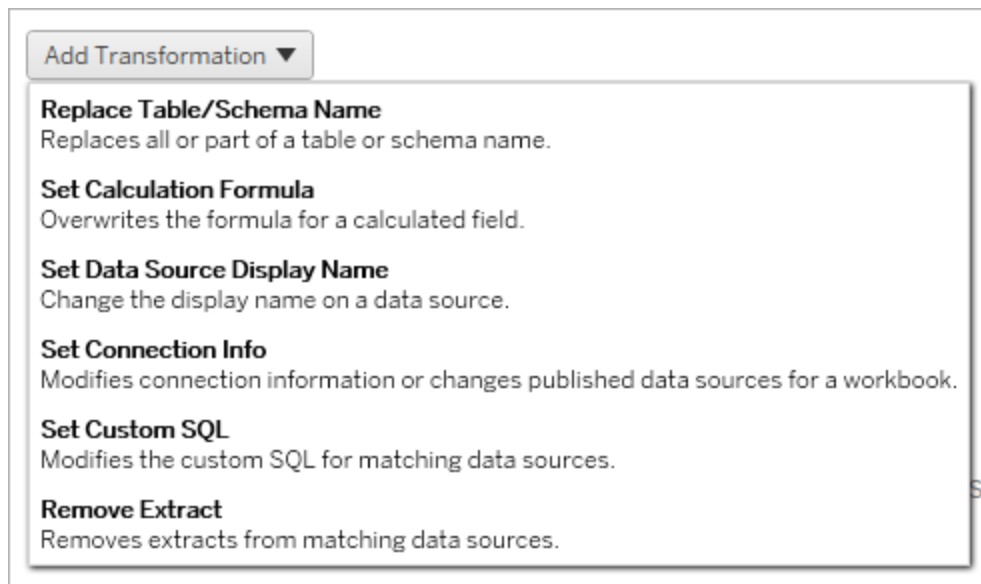 Add Transformation ▼
Replace Table/Schema Name
Replaces all or part of a table or schema name.
Set Calculation Formula
Overwrites the formula for a calculated field.
Set Data Source Display Name
Change the display name on a data source.
Set Connection Info
Modifies connection information or changes published data sources for a workbook.
Set Custom SQL
Modifies the custom SQL for matching data sources.
Remove Extract
Removes extracts from matching data sources.